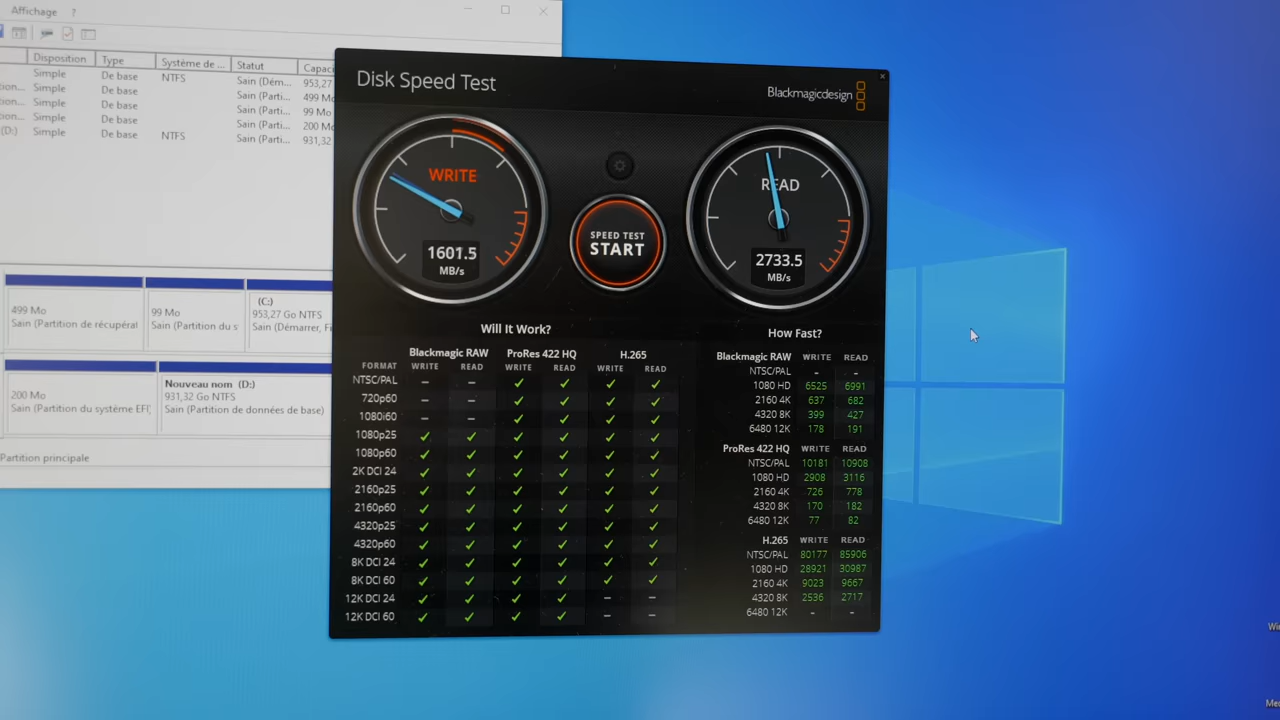 Affichage ?
Disposition Type Système de ... Statut Capaci
Simple De base NTFS Sain (Dém... 953,27
Simple De base Sain (Parti... 499 Mo
Simple De base Sain (Parti... 99 Mo
Simple De base Sain (Parti... 200 Mo
(D:) Simple De base NTFS Sain (Parti... 931,32
499 Mo
Sain (Partition de récupérat
99 Mo
Sain (Partition du s
(C:)
953,27 Go NTFS
Sain (Démarrer, Fi
200 Mo
Sain (Partition du système EFI
Nouveau nom (D:)
931,32 Go NTFS
Sain (Partition de données de base)
Partition principale
Disk Speed Test
Blackmagicdesign
WRITE
1601.5
MB/s
SPEED TEST
START
READ
2733.5
MB/s
Will It Work?
Blackmagic RAW ProRes 422 HQ H.265
FORMAT WRITE READ WRITE READ WRITE READ
NTSC/PAL – – ✓ ✓ ✓ ✓
720p60 – – ✓ ✓ ✓ ✓
1080i60 – – ✓ ✓ ✓ ✓
1080p25 ✓ ✓ ✓ ✓ ✓ ✓
1080p60 ✓ ✓ ✓ ✓ ✓ ✓
2K DCI 24 ✓ ✓ ✓ ✓ ✓ ✓
2160p25 ✓ ✓ ✓ ✓ ✓ ✓
2160p60 ✓ ✓ ✓ ✓ ✓ ✓
4320p25 ✓ ✓ ✓ ✓ ✓ ✓
4320p60 ✓ ✓ ✓ ✓ ✓ ✓
8K DCI 24 ✓ ✓ ✓ ✓ ✓ ✓
8K DCI 60 ✓ ✓ ✓ ✓ ✓ ✓
12K DCI 24 ✓ ✓ ✓ ✓ – –
12K DCI 60 ✓ ✓ ✓ ✓ – –
How Fast?
Blackmagic RAW WRITE READ
NTSC/PAL – –
1080 HD 6525 6991
2160 4K 637 682
4320 8K 399 427
6480 12K 178 191
ProRes 422 HQ WRITE READ
NTSC/PAL 10181 10908
1080 HD 2908 3116
2160 4K 726 778
4320 8K 170 182
6480 12K 77 82
H.265 WRITE READ
NTSC/PAL 80177 85906
1080 HD 28921 30987
2160 4K 9023 9667
4320 8K 2536 2717
6480 12K – –